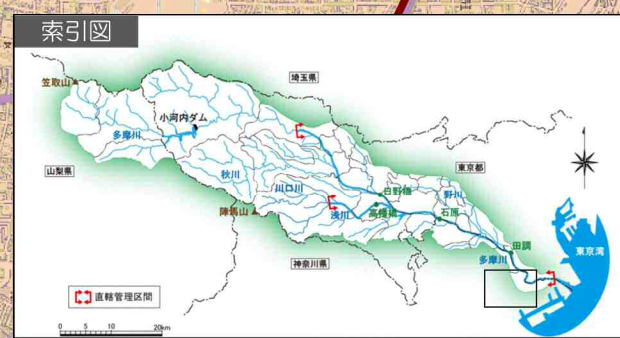 索引図
笠取山
埼玉県
小河内ダム
多摩川
山梨県
秋川
東京都
川口川
日野橋
野川
浅川
高幡橋
石原
陣馬山
田調
東京湾
多摩川
神奈川県
直轄管理区間
0 5 10 20km